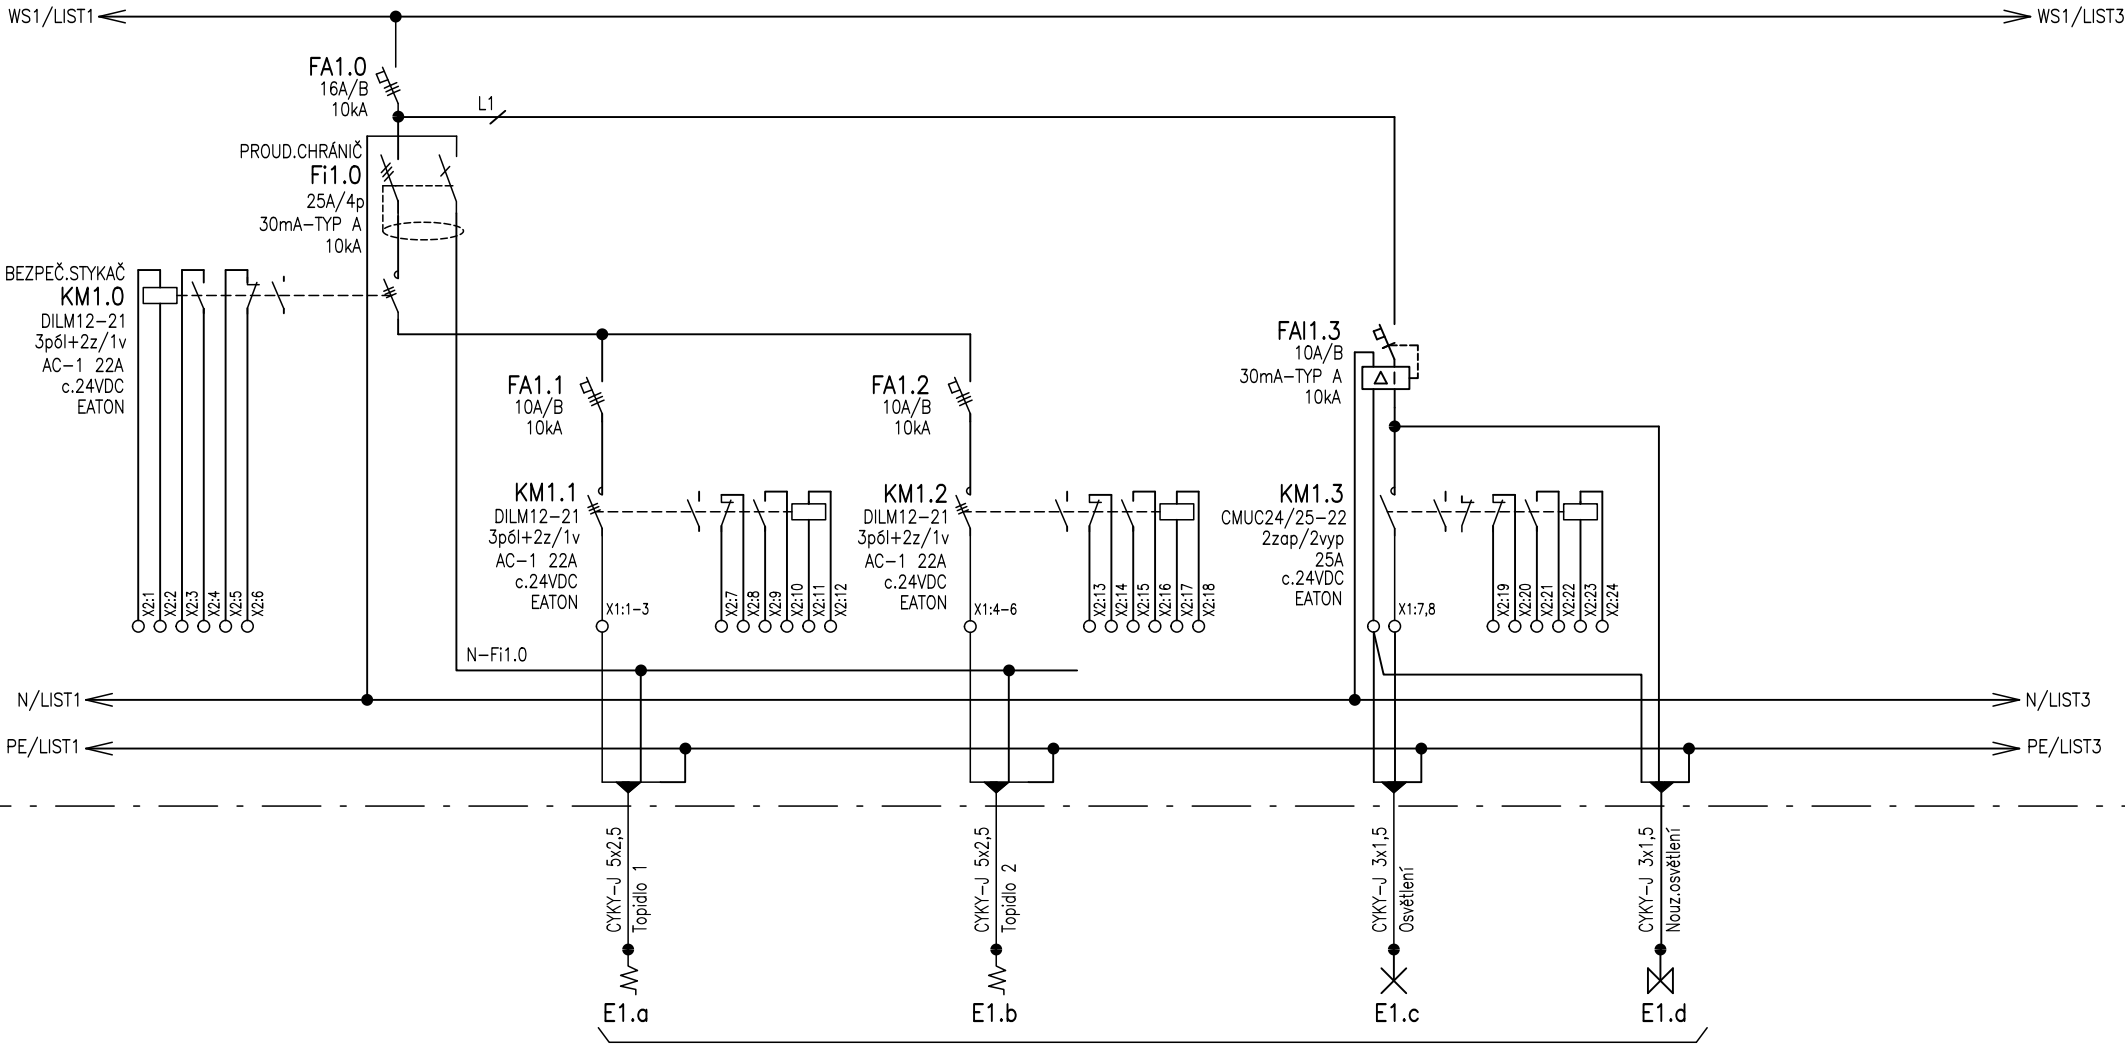 WS1/LIST1
WS1/LIST3
FA1.0
16A/B
10kA
L1
PROUD.CHRÁNIČ
Fi1.0
25A/4p
30mA-TYP A
10kA
BEZPEČ.STYKAČ
KM1.0
DILM12-21
3pól+2z/1v
AC-1 22A
c.24VDC
EATON
X2:1
X2:2
X2:3
X2:4
X2:5
X2:6
FA1.1
10A/B
10kA
KM1.1
DILM12-21
3pól+2z/1v
AC-1 22A
c.24VDC
EATON
X1:1-3
X2:7
X2:8
X2:9
X2:10
X2:11
X2:12
FA1.2
10A/B
10kA
KM1.2
DILM12-21
3pól+2z/1v
AC-1 22A
c.24VDC
EATON
X1:4-6
X2:13
X2:14
X2:15
X2:16
X2:17
X2:18
FAI1.3
10A/B
30mA-TYP A
10kA
KM1.3
CMUC24/25-22
2zap/2vyp
25A
c.24VDC
EATON
X1:7,8
X2:19
X2:20
X2:21
X2:22
X2:23
X2:24
N-Fi1.0
N/LIST1
N/LIST3
PE/LIST1
PE/LIST3
CYKY-J 5x2,5
Topidlo 1
CYKY-J 5x2,5
Topidlo 2
CYKY-J 3x1,5
Osvětlení
CYKY-J 3x1,5
Nouz.osvětlení
E1.a
E1.b
E1.c
E1.d